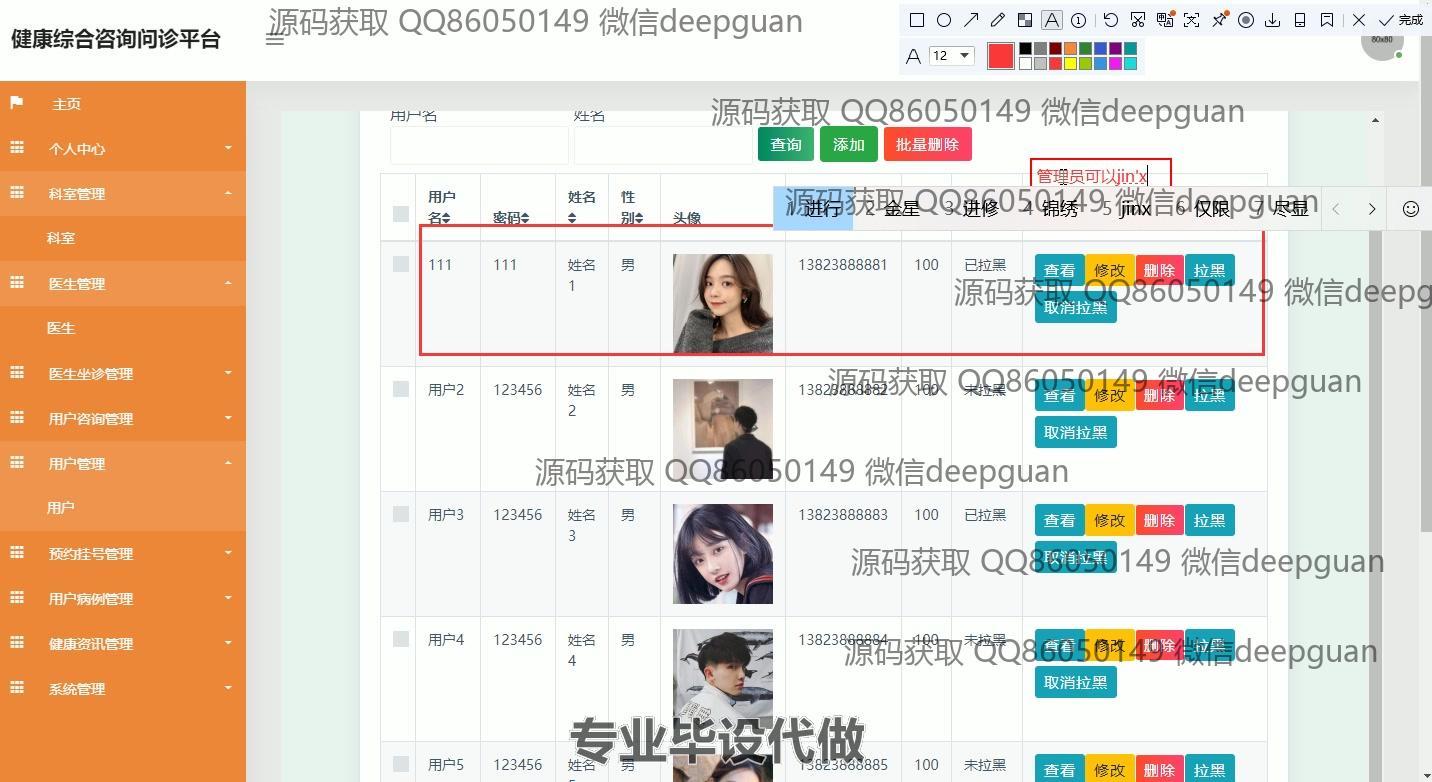 健康综合咨询问诊平台
源码获取 QQ86050149 微信deepguan
完成
12
80x80
主页
个人中心
科室管理
科室
医生管理
医生
医生坐诊管理
用户咨询管理
用户管理
用户
预约挂号管理
用户病例管理
健康资讯管理
系统管理
用户名 姓名
源码获取 QQ86050149 微信deepguan
查询 添加 批量删除
管理员可以jin'x
源码获取 QQ86050149 微信deepguan
1 进行 2 金星 3 进修 4 锦绣 5 jinx 6 仅限 7 尽显
用户名 密码 姓名 性别 头像
111 111 姓名1 男 13823888881 100 已拉黑 查看 修改 删除 拉黑
取消拉黑
源码获取 QQ86050149 微信deepg
用户2 123456 姓名2 男 13823888882 100 未拉黑 查看 修改 删除 拉黑
取消拉黑
源码获取 QQ86050149 微信deepguan
源码获取 QQ86050149 微信deepguan
用户3 123456 姓名3 男 13823888883 100 已拉黑 查看 修改 删除 拉黑
取消拉黑
源码获取 QQ86050149 微信deepguan
用户4 123456 姓名4 男 13823888884 100 未拉黑 查看 修改 删除 拉黑
取消拉黑
源码获取 QQ86050149 微信deepguan
专业毕设代做
用户5 123456 姓名5 男 13823888885 100 未拉黑 查看 修改 删除 拉黑